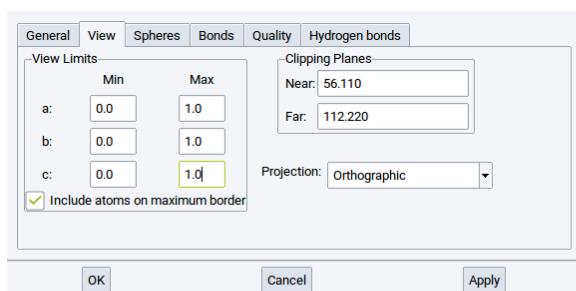 General View Spheres Bonds Quality Hydrogen bonds
View Limits
Min Max
a: 0.0 1.0
b: 0.0 1.0
c: 0.0 1.0
Include atoms on maximum border
Clipping Planes
Near: 56.110
Far: 112.220
Projection: Orthographic
OK Cancel Apply